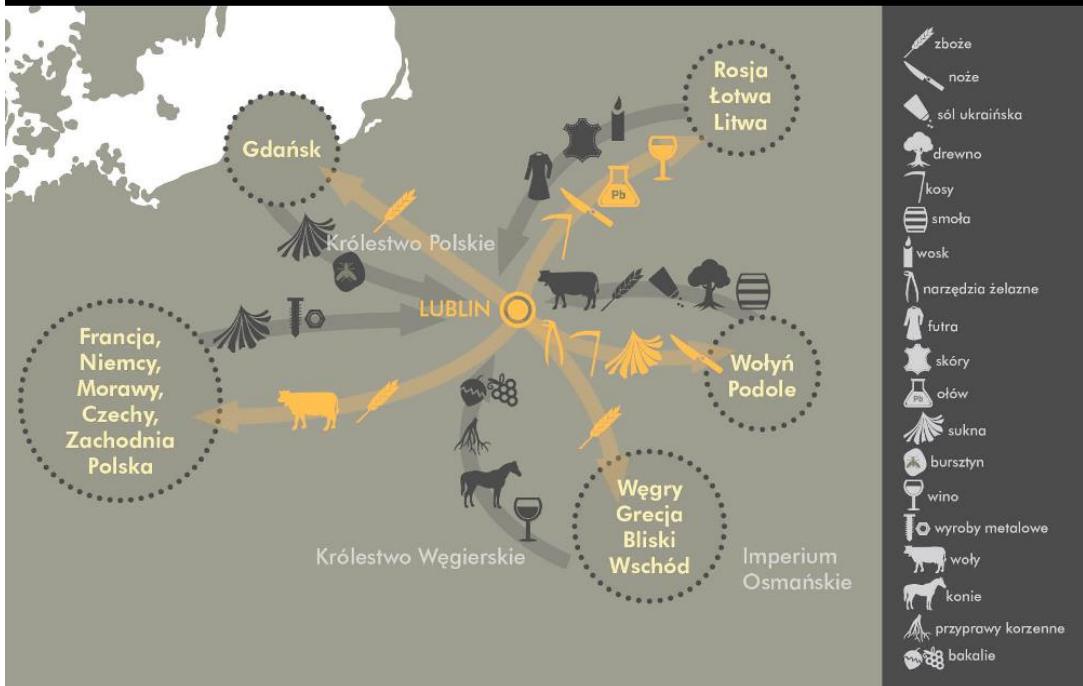 Rosja
Łotwa
Litwa
Gdańsk
Pb
Królestwo Polskie
LUBLIN
Francja,
Niemcy,
Morawy,
Czechy,
Zachodnia
Polska
Wołyń
Podole
Węgry
Grecja
Bliski
Wschód
Królestwo Węgierskie
Imperium
Osmańskie
zboże
noże
sól ukraińska
drewno
kosy
smoła
wosk
narzędzia żelazne
futra
skóry
Pb
ołów
sukna
bursztyn
wino
wyroby metalowe
woły
konie
przyprawy korzenne
bakalie